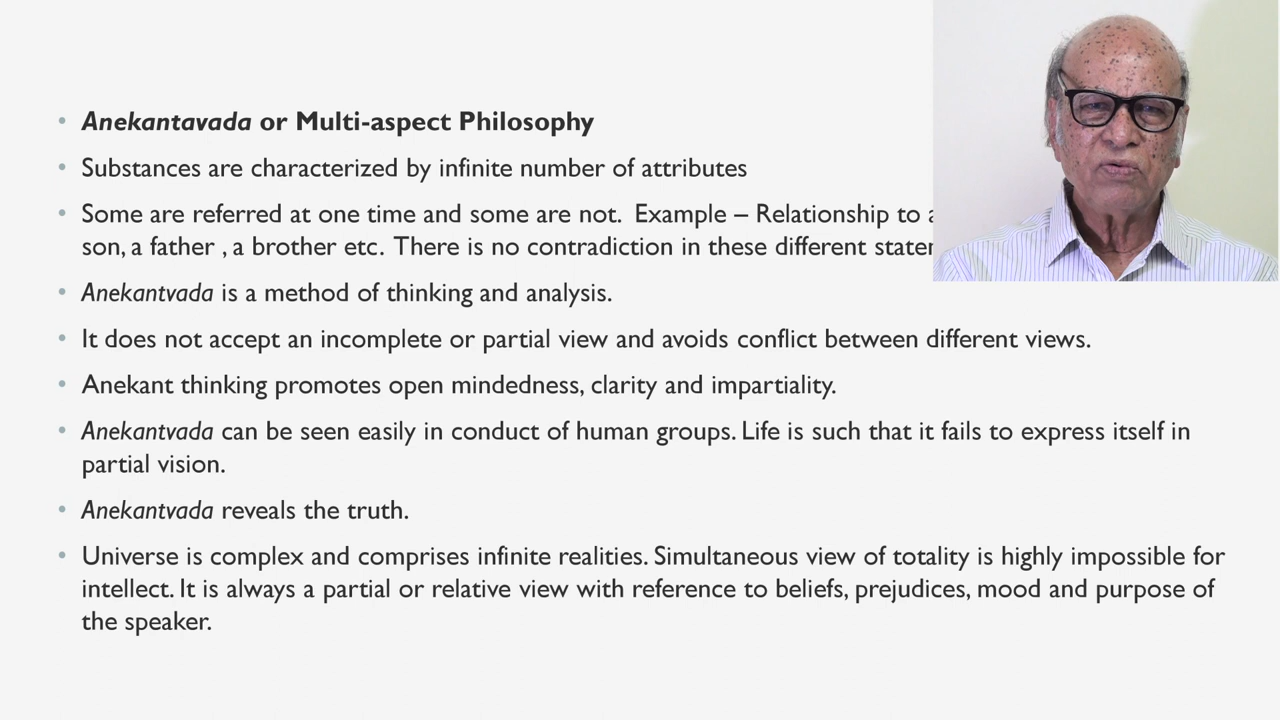 • Anekantavada or Multi-aspect Philosophy
• Substances are characterized by infinite number of attributes
• Some are referred at one time and some are not. Example – Relationship to
son, a father , a brother etc. There is no contradiction in these different
• Anekantvada is a method of thinking and analysis.
• It does not accept an incomplete or partial view and avoids conflict between different views.
• Anekant thinking promotes open mindedness, clarity and impartiality.
• Anekantvada can be seen easily in conduct of human groups. Life is such that it fails to express itself in
partial vision.
• Anekantvada reveals the truth.
• Universe is complex and comprises infinite realities. Simultaneous view of totality is highly impossible for
intellect. It is always a partial or relative view with reference to beliefs, prejudices, mood and purpose of
the speaker.